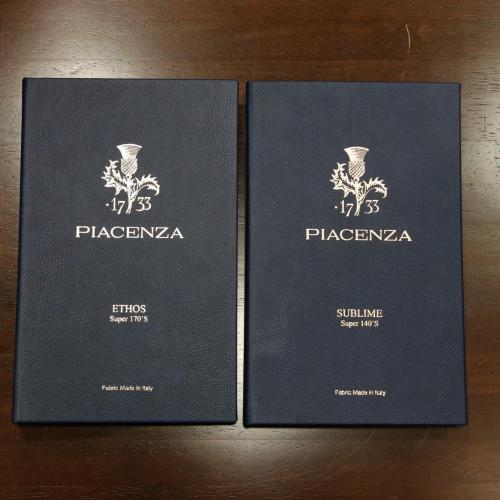 ·17 33
PIACENZA
ETHOS
Super 170'S
Fabric Made in Italy
·17 33
PIACENZA
SUBLIME
Super 140'S
Fabric Made in Italy